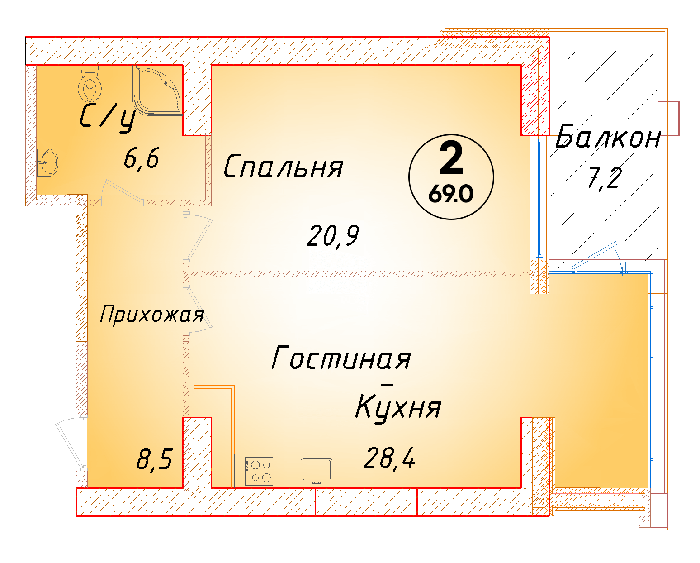 С/у
6,6
Спальня
20,9
2
69.0
Балкон
7,2
Прихожая
8,5
Гостиная
–
Кухня
28,4